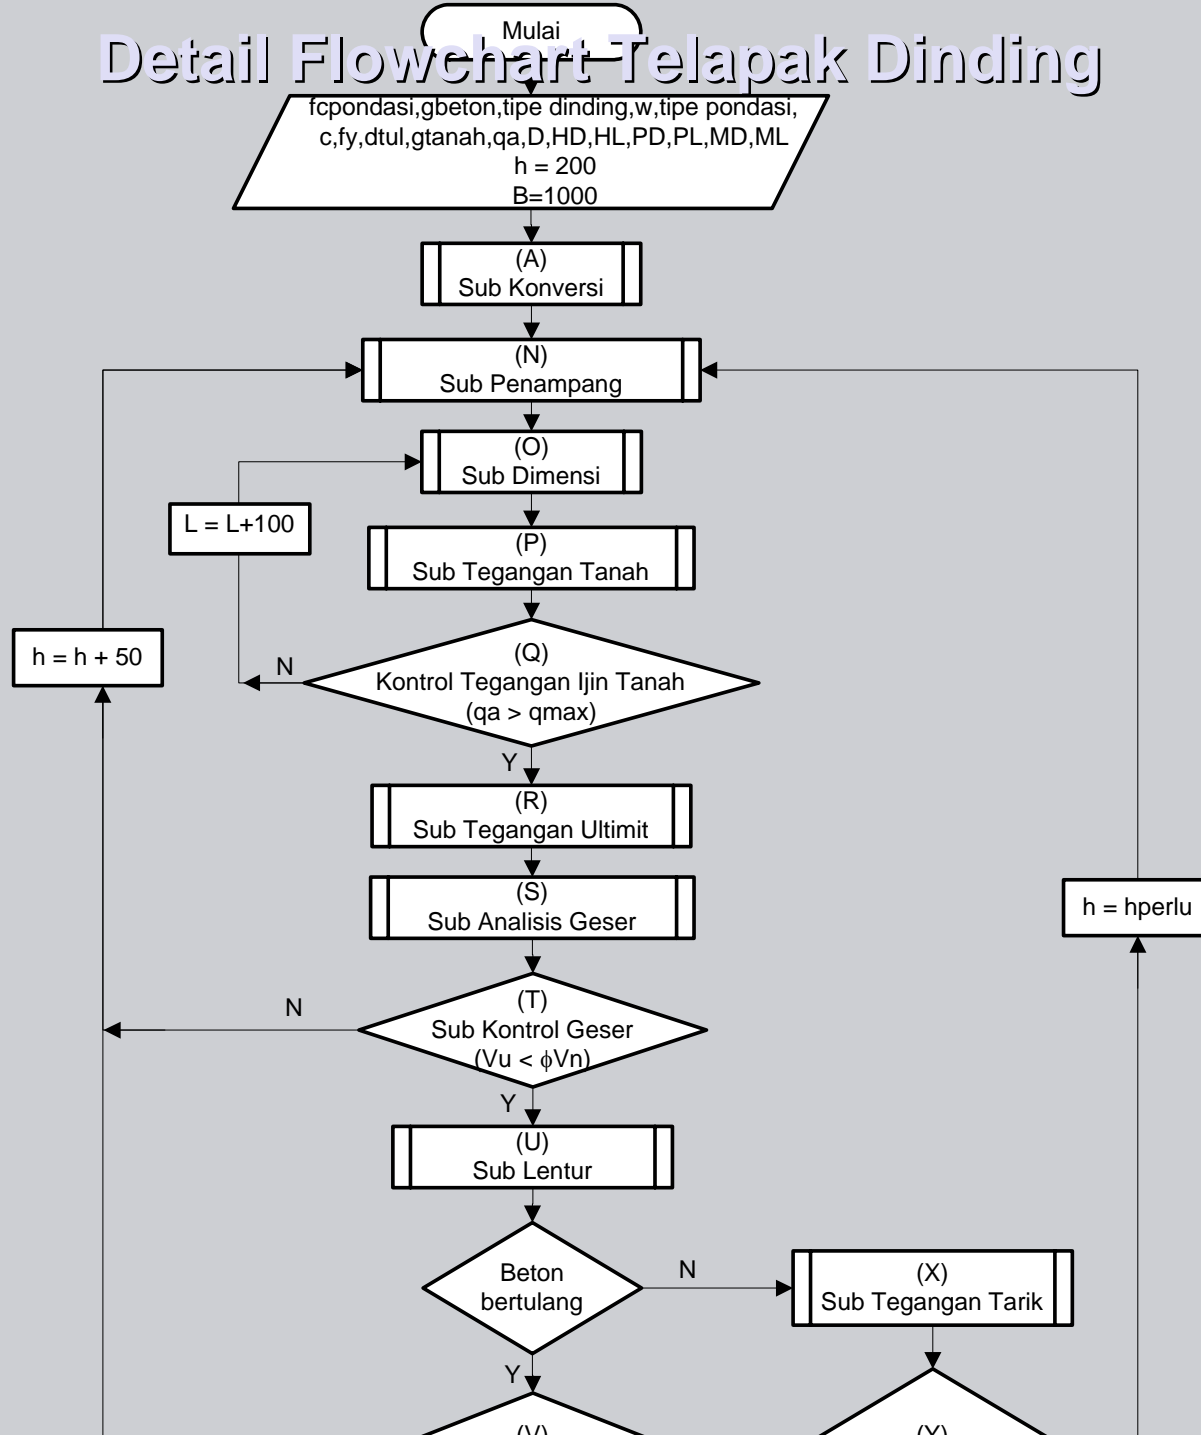 Mulai
Detail Flowchart Telapak Dinding
fcpondasi,gbeton,tipe dinding,w,tipe pondasi,
c,fy,dtul,gtanah,qa,D,HD,HL,PD,PL,MD,ML
h = 200
B=1000
(A)
Sub Konversi
(N)
Sub Penampang
(O)
Sub Dimensi
L = L+100
(P)
Sub Tegangan Tanah
h = h + 50
N
(Q)
Kontrol Tegangan Ijin Tanah
(qa > qmax)
Y
(R)
Sub Tegangan Ultimit
(S)
Sub Analisis Geser
h = hperlu
N
(T)
Sub Kontrol Geser
(Vu < ϕVn)
Y
(U)
Sub Lentur
Beton
bertulang
N
(X)
Sub Tegangan Tarik
Y
(V)